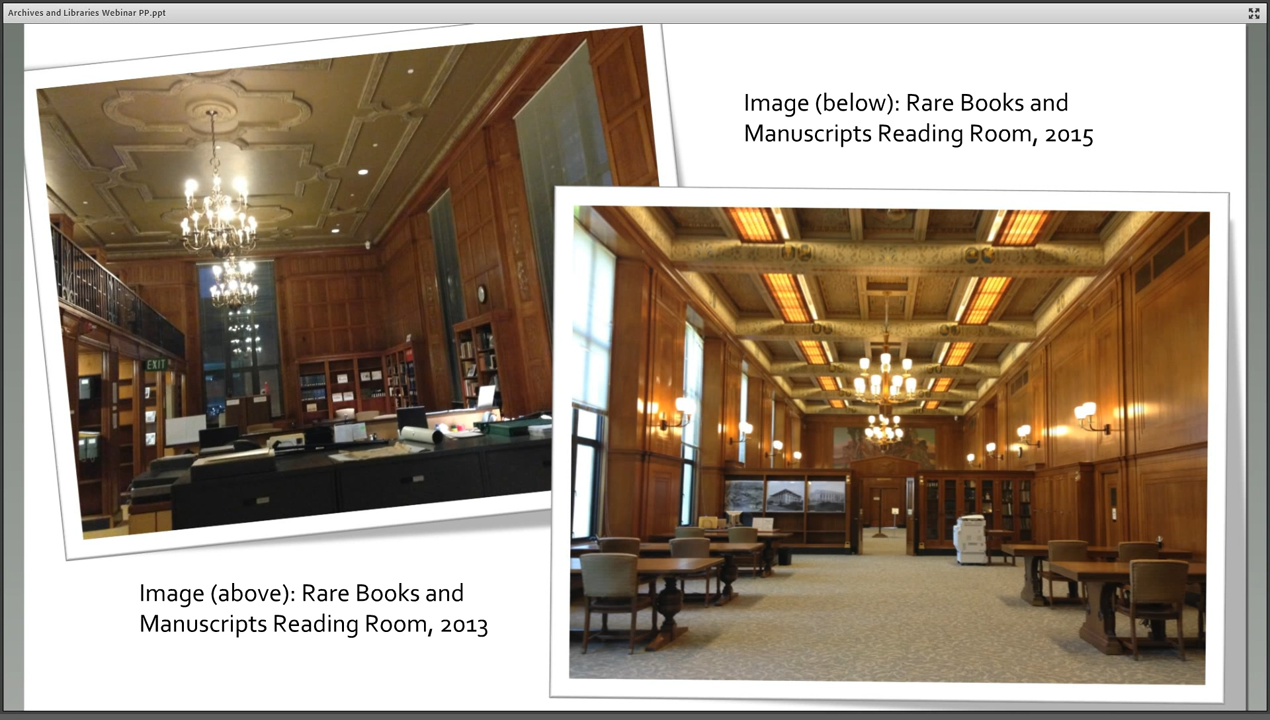 Archives and Libraries Webinar PP.ppt
Image (below): Rare Books and
Manuscripts Reading Room, 2015
EXIT
Image (above): Rare Books and
Manuscripts Reading Room, 2013